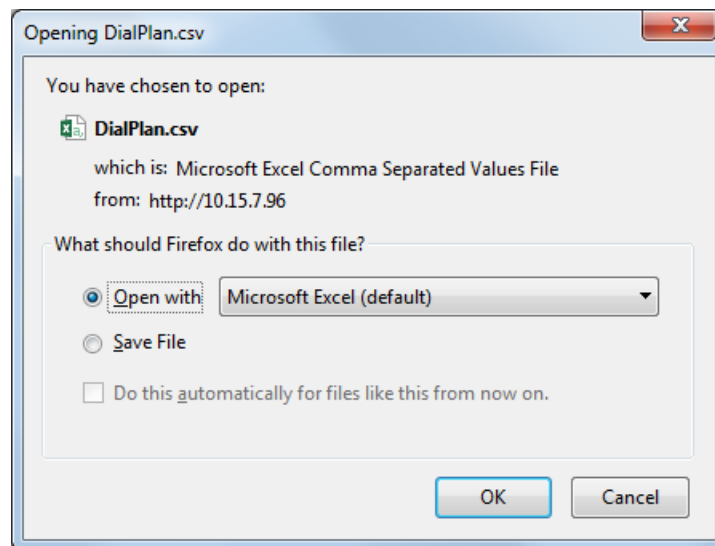 Opening DialPlan.csv
You have chosen to open:
DialPlan.csv
which is: Microsoft Excel Comma Separated Values File
from: http://10.15.7.96
What should Firefox do with this file?
Open with Microsoft Excel (default)
Save File
Do this automatically for files like this from now on.
OK Cancel